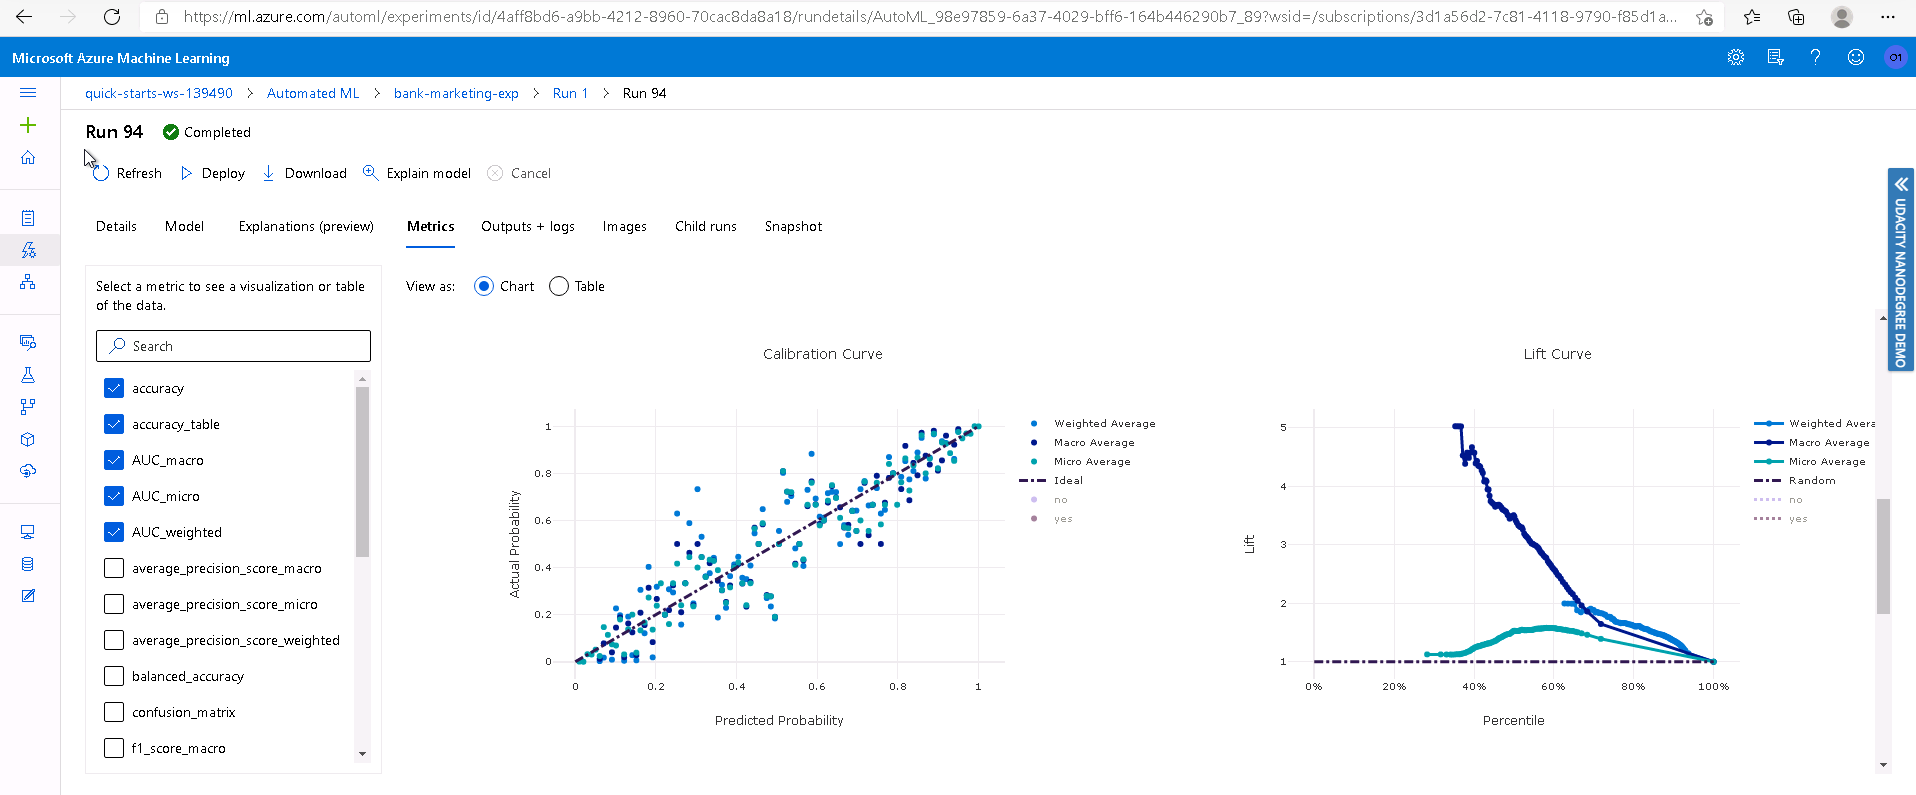 https://ml.azure.com/automl/experiments/id/4aff8bd6-a9bb-4212-8960-70cac8da8a18/rundetails/AutoML_98e97859-6a37-4029-bff6-164b446290b7_89?wsid=/subscriptions/3d1a56d2-7c81-4118-9790-f85d1a...
Microsoft Azure Machine Learning
O1
quick-starts-ws-139490 > Automated ML > bank-marketing-exp > Run 1 > Run 94
Run 94 Completed
Refresh Deploy Download Explain model Cancel
Details Model Explanations (preview) Metrics Outputs + logs Images Child runs Snapshot
Select a metric to see a visualization or table
of the data.
Search
accuracy
accuracy_table
AUC_macro
AUC_micro
AUC_weighted
average_precision_score_macro
average_precision_score_micro
average_precision_score_weighted
balanced_accuracy
confusion_matrix
f1_score_macro
View as: Chart Table
Calibration Curve
1
0.8
0.6
0.4
0.2
0
Actual Probability
0 0.2 0.4 0.6 0.8 1
Predicted Probability
Weighted Average
Macro Average
Micro Average
Ideal
no
yes
Lift Curve
5
4
3
2
1
Lift
0% 20% 40% 60% 80% 100%
Percentile
Weighted Avera
Macro Average
Micro Average
Random
no
yes
UDACITY NANODEGREE DEMO